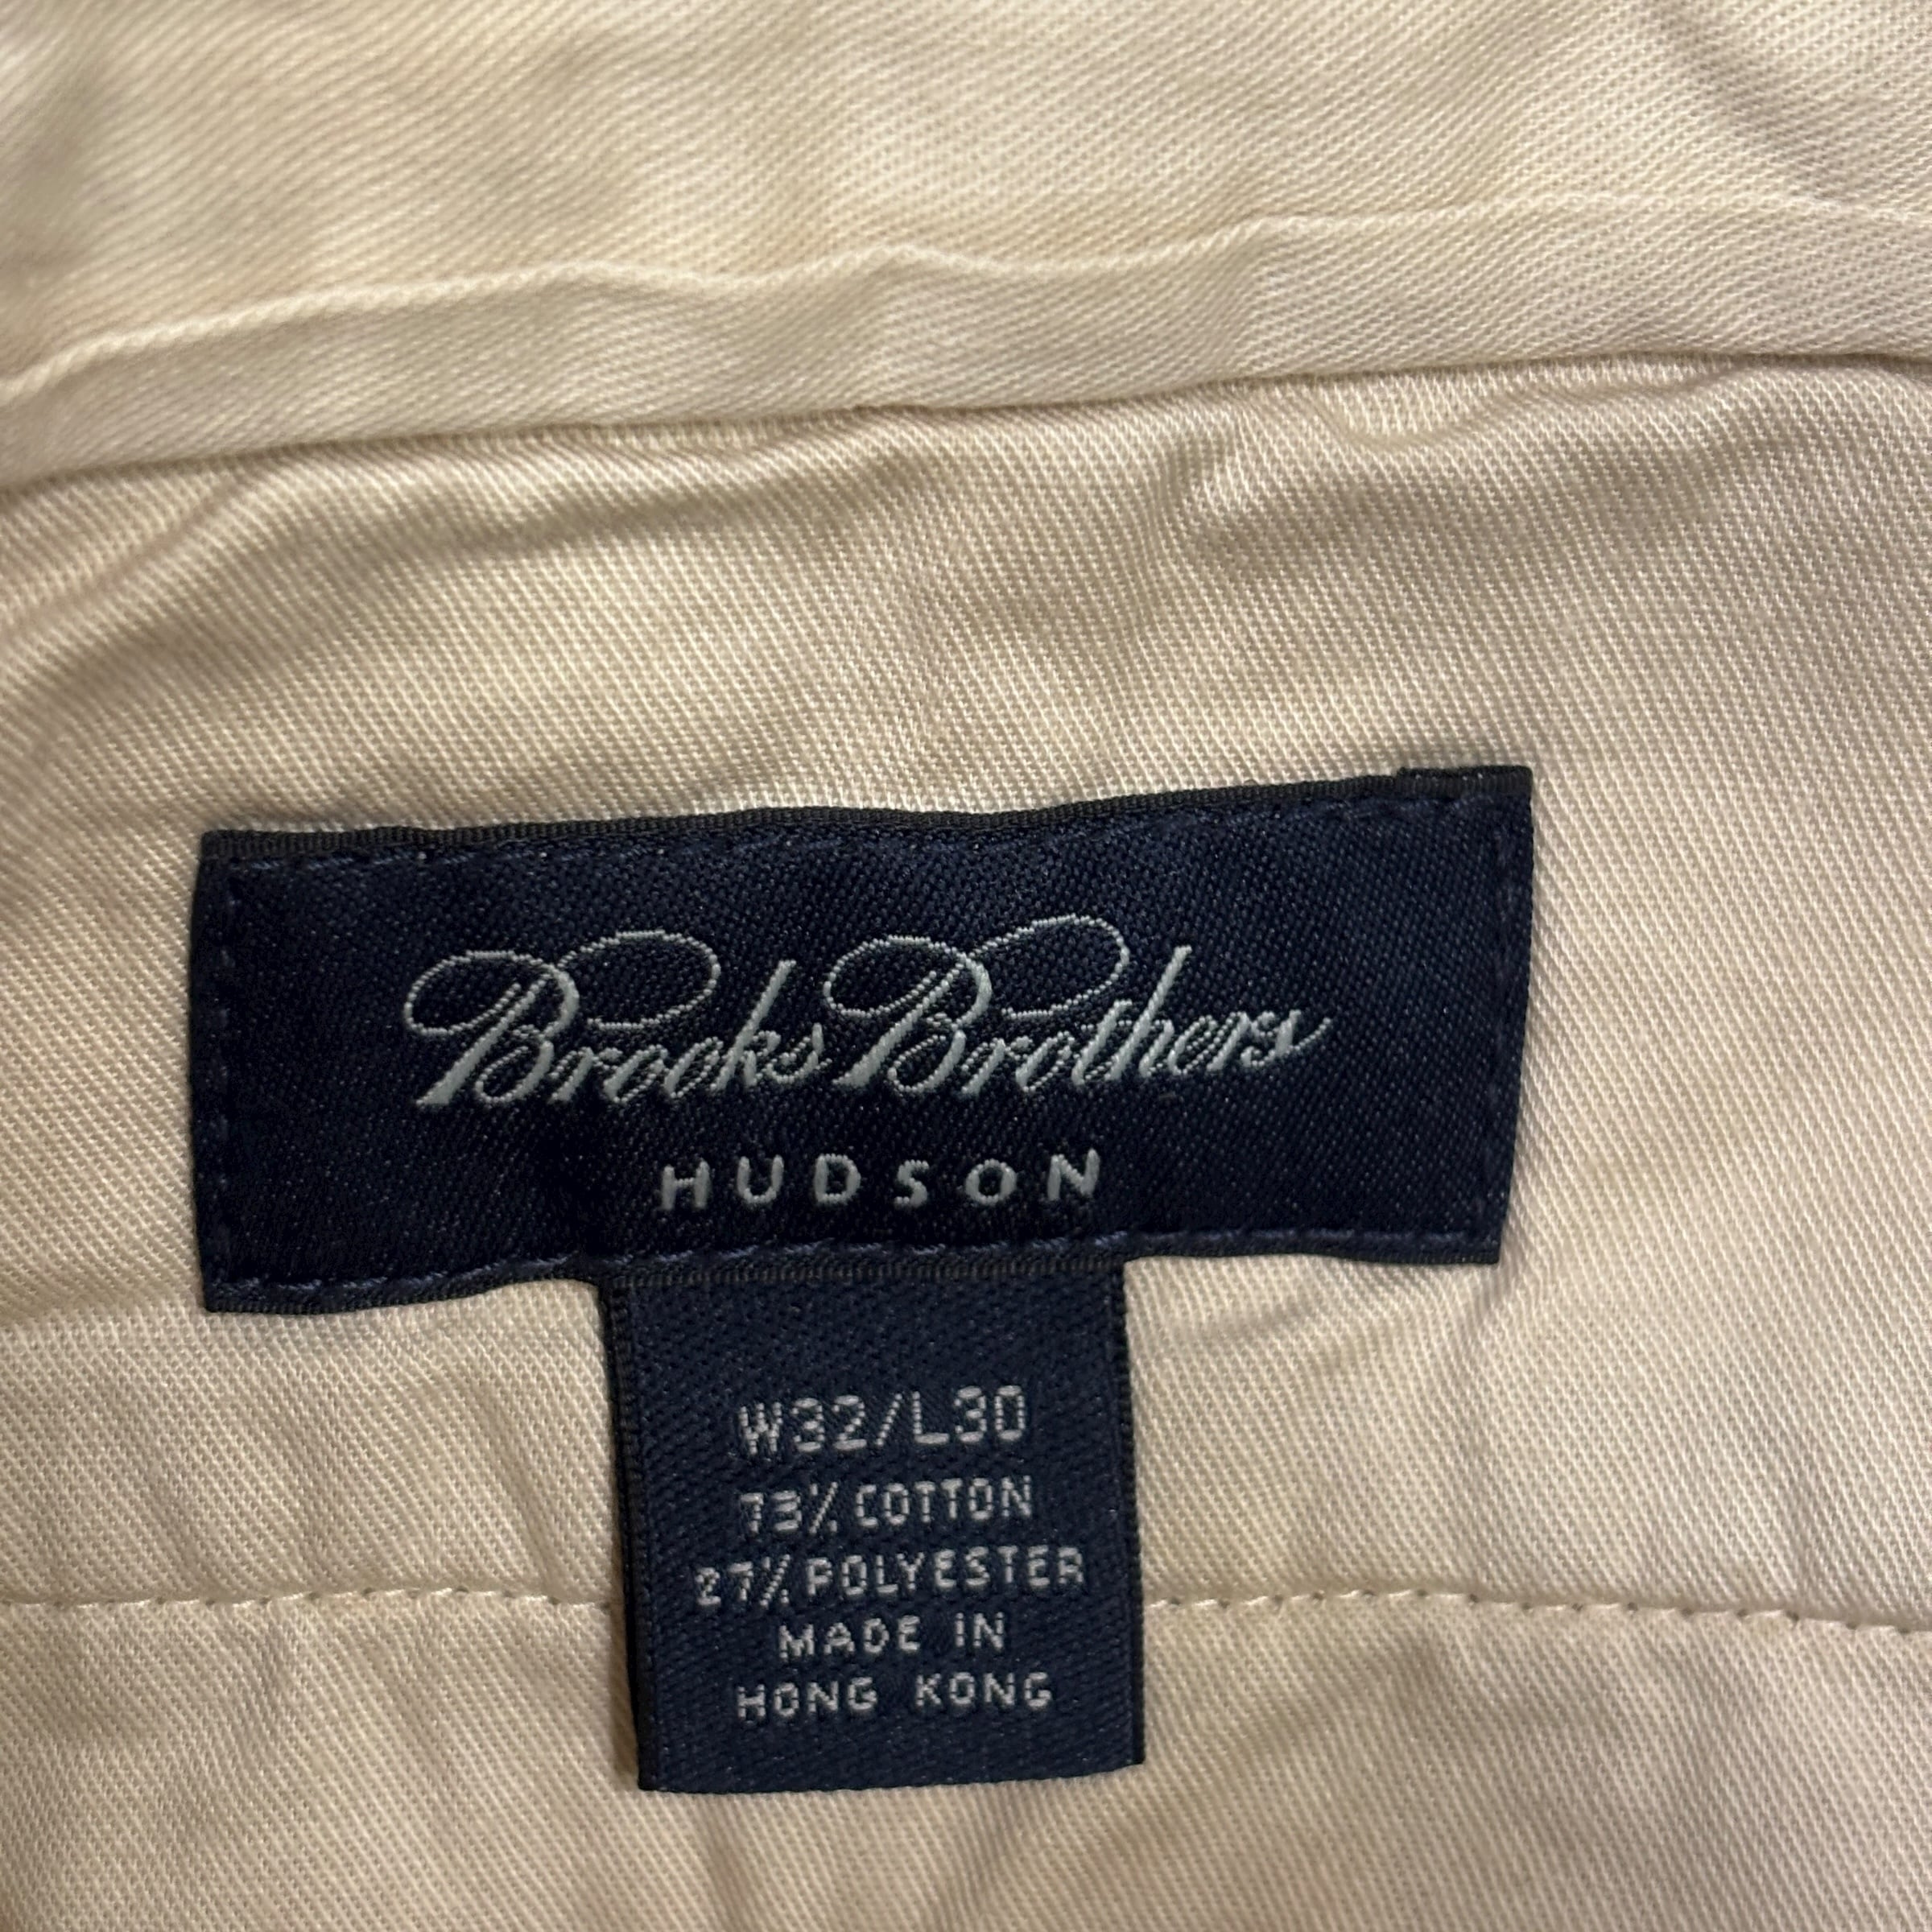 Brooks Brothers
HUDSON
W32/L30
73% COTTON
27% POLYESTER
MADE IN
HONG KONG